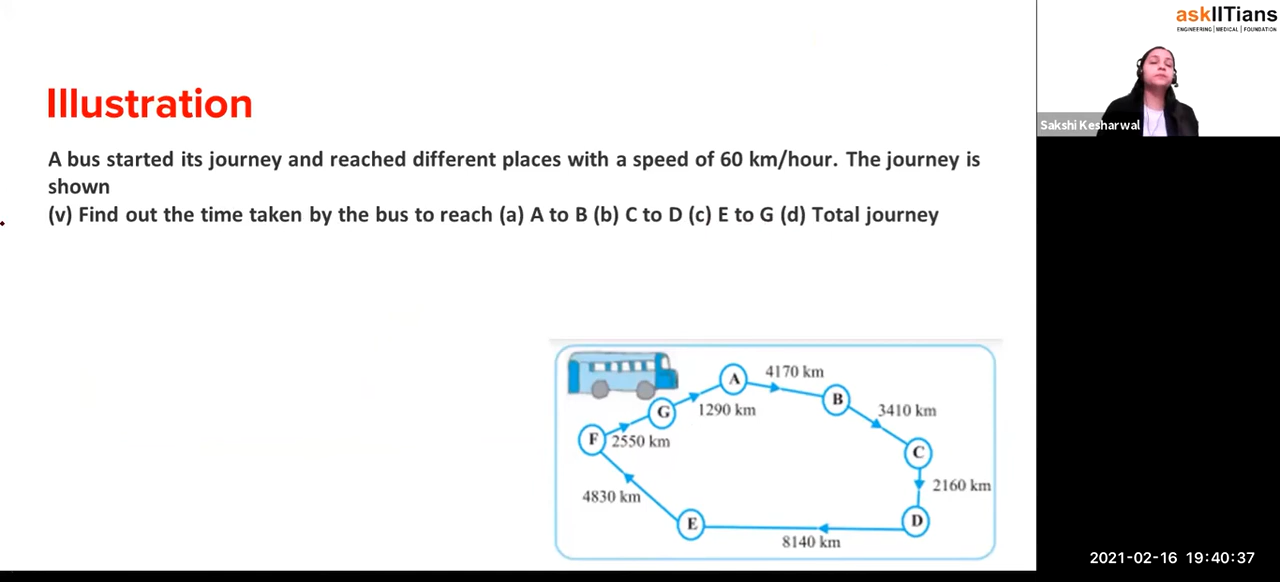 askIITians
ENGINEERING | MEDICAL | FOUNDATION
Sakshi Kesharwal
Illustration
A bus started its journey and reached different places with a speed of 60 km/hour. The journey is
shown
(v) Find out the time taken by the bus to reach (a) A to B (b) C to D (c) E to G (d) Total journey
A
4170 km
B
G
1290 km
3410 km
F
2550 km
C
4830 km
2160 km
E
D
8140 km
2021-02-16 19:40:37